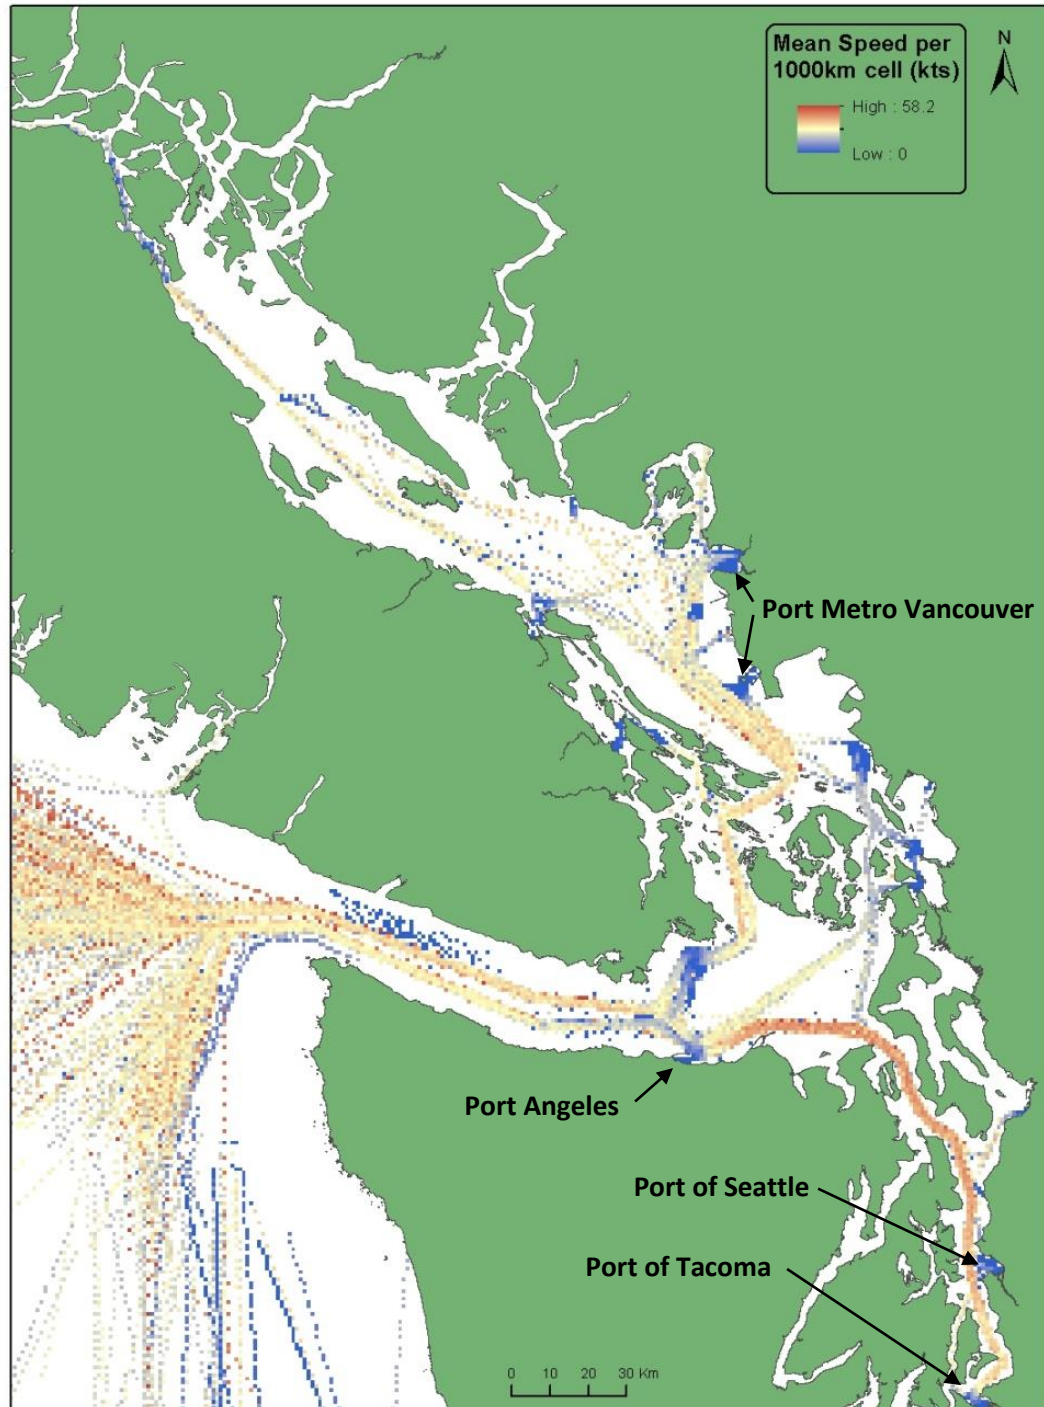 Mean Speed per
1000km cell (kts)
High : 58.2
Low : 0
N
Port Metro Vancouver
Port Angeles
Port of Seattle
Port of Tacoma
0 10 20 30 Km